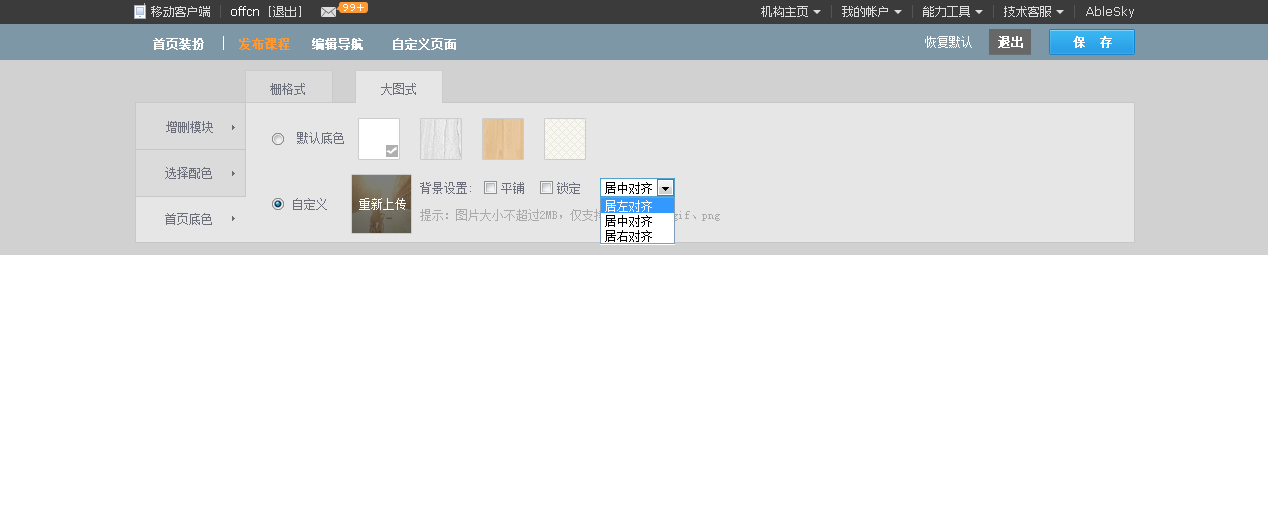 移动客户端 offcn [退出] 99+ 机构主页 我的帐户 能力工具 技术客服 AbleSky
首页装扮 发布课程 编辑导航 自定义页面 恢复默认 退出 保 存
栅格式 大图式
增删模块 默认底色
选择配色
自定义 重新上传 背景设置: 平铺 锁定 居中对齐
首页底色 提示: 图片大小不超过2MB, 仅支 gif、png
居左对齐
居中对齐
居右对齐